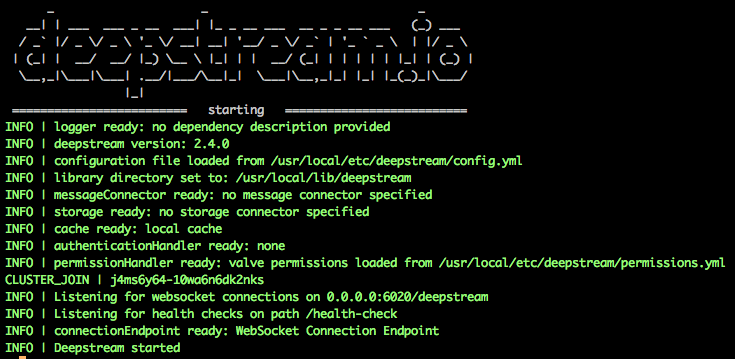 deepstream.io
========================= starting ==========================
INFO | logger ready: no dependency description provided
INFO | deepstream version: 2.4.0
INFO | configuration file loaded from /usr/local/etc/deepstream/config.yml
INFO | library directory set to: /usr/local/lib/deepstream
INFO | messageConnector ready: no message connector specified
INFO | storage ready: no storage connector specified
INFO | cache ready: local cache
INFO | authenticationHandler ready: none
INFO | permissionHandler ready: valve permissions loaded from /usr/local/etc/deepstream/permissions.yml
CLUSTER_JOIN | j4ms6y64-10wa6n6dk2nks
INFO | Listening for websocket connections on 0.0.0.0:6020/deepstream
INFO | Listening for health checks on path /health-check
INFO | connectionEndpoint ready: WebSocket Connection Endpoint
INFO | Deepstream started